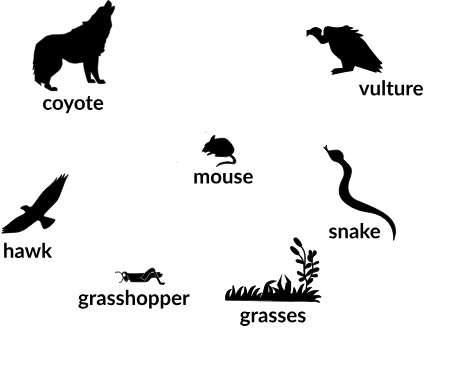 coyote
vulture
mouse
snake
hawk
grasshopper
grasses